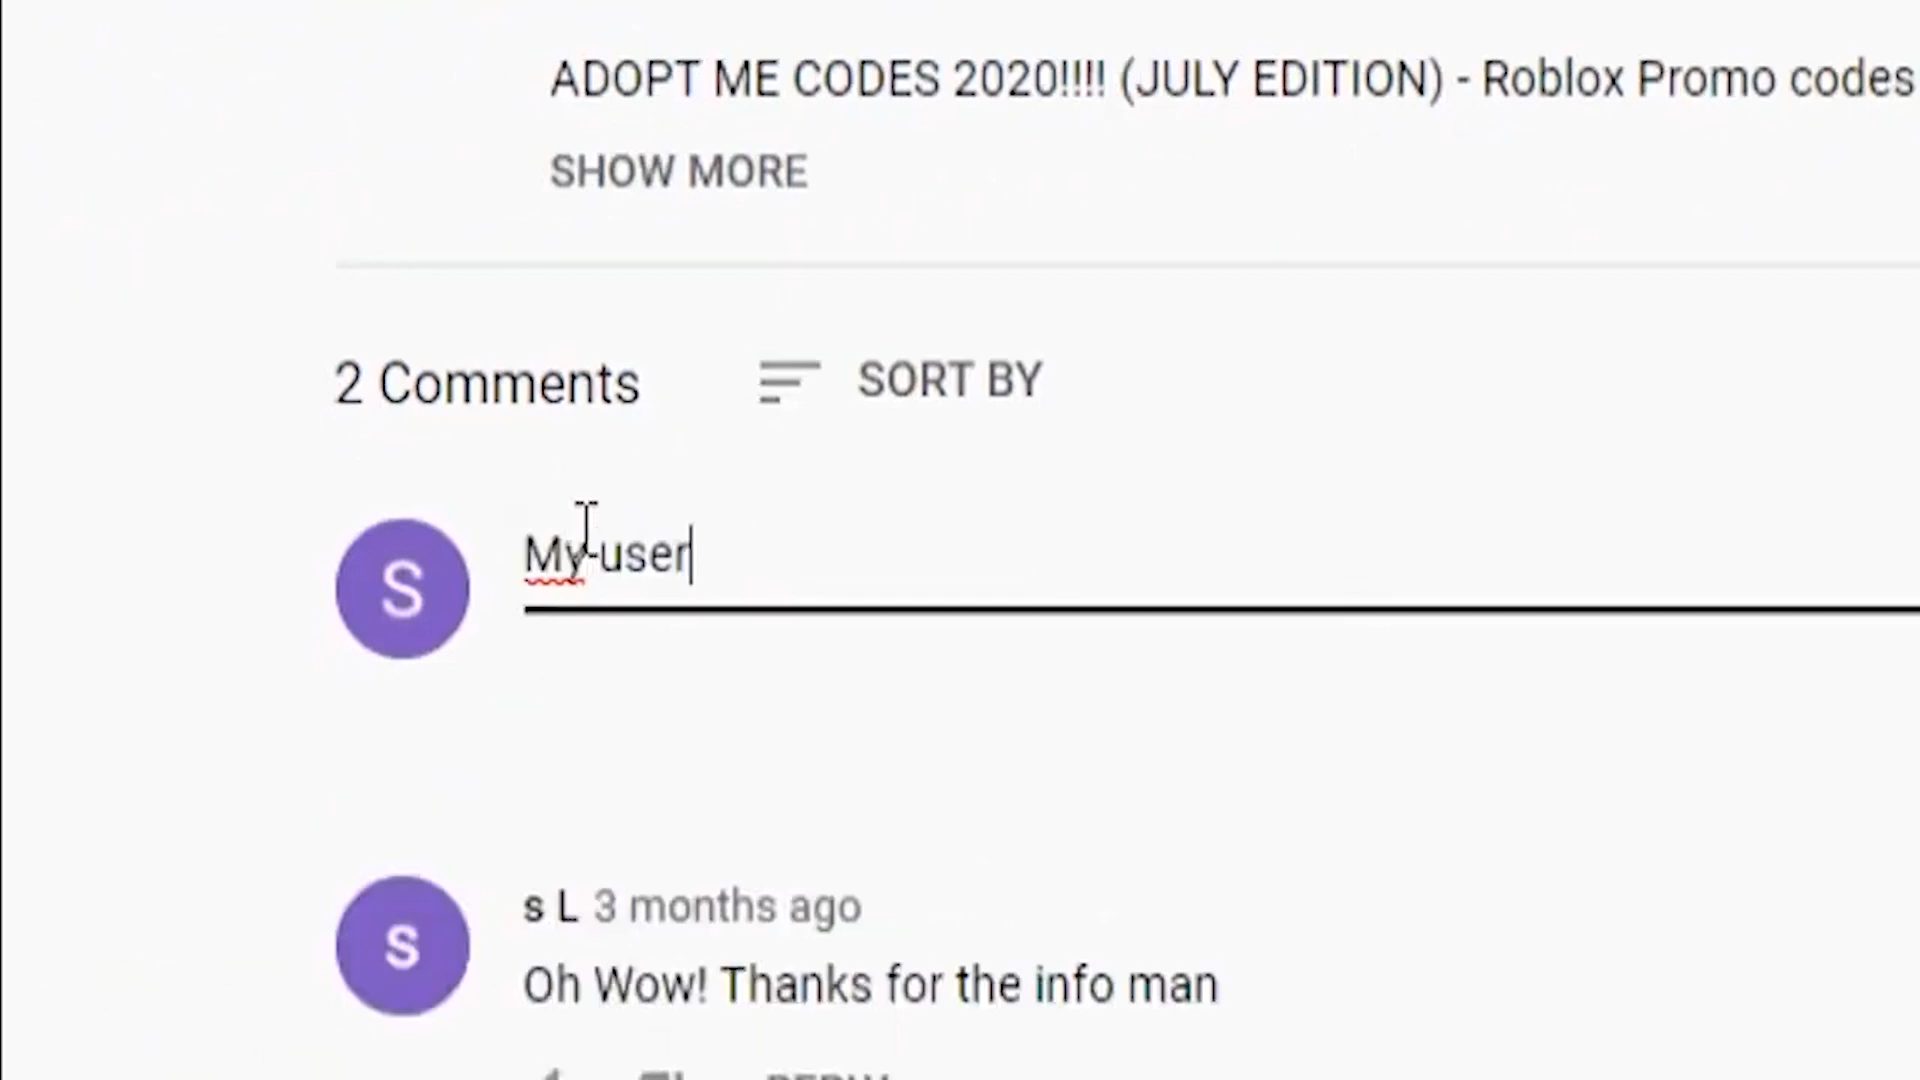 ADOPT ME CODES 2020!!!! (JULY EDITION) - Roblox Promo codes
SHOW MORE
2 Comments
SORT BY
S
My user
s
s L 3 months ago
Oh Wow! Thanks for the info man
REPLY